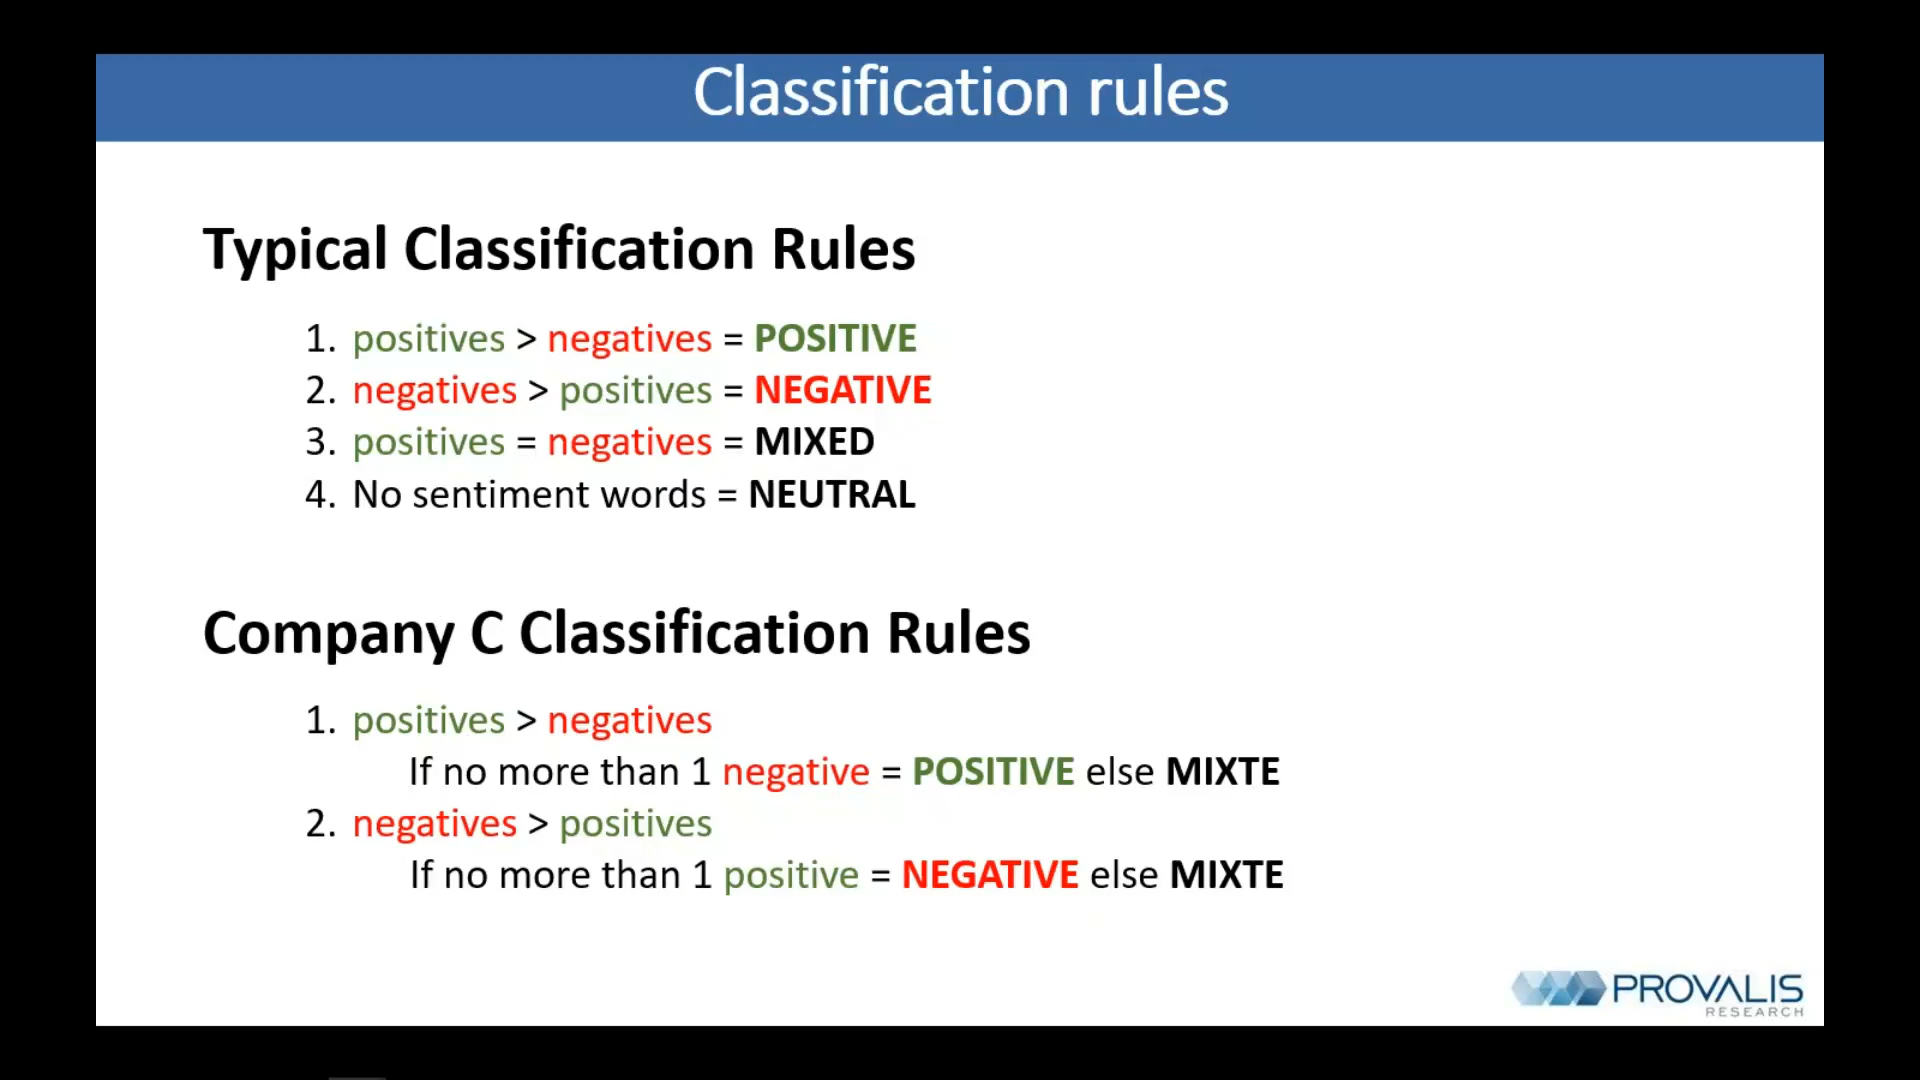 Classification rules
Typical Classification Rules
1. positives > negatives = POSITIVE
2. negatives > positives = NEGATIVE
3. positives = negatives = MIXED
4. No sentiment words = NEUTRAL
Company C Classification Rules
1. positives > negatives
If no more than 1 negative = POSITIVE else MIXTE
2. negatives > positives
If no more than 1 positive = NEGATIVE else MIXTE
PROVALIS
RESEARCH